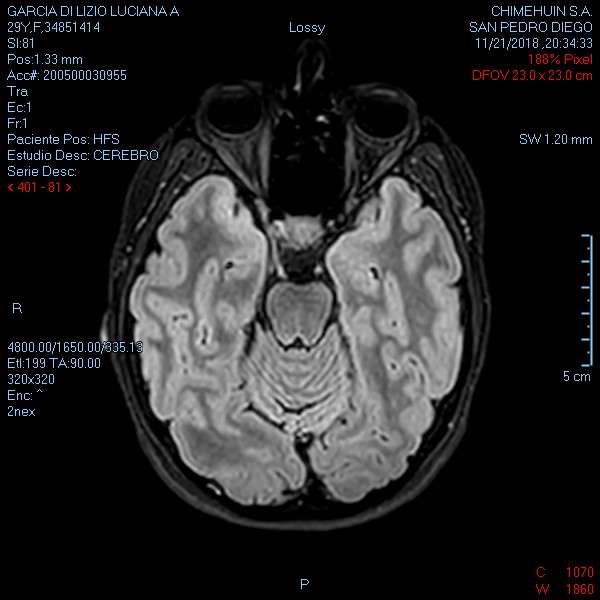 GARCIA DI LIZIO LUCIANA A
29Y,F,34851414
Sl:81
Pos:1.33 mm
Acc#: 200500030955
Tra
Ec:1
Fr:1
Paciente Pos: HFS
Estudio Desc: CEREBRO
Serie Desc:
< 401 - 81 >
Lossy
CHIMEHUIN S.A.
SAN PEDRO DIEGO
11/21/2018 ,20:34:33
188% Pixel
DFOV 23.0 x 23.0 cm
SW 1.20 mm
R
4800.00/1650.00/335.13
Etl:199 TA:90.00
320x320
Enc: ^
2nex
5 cm
P
C 1070
W 1860